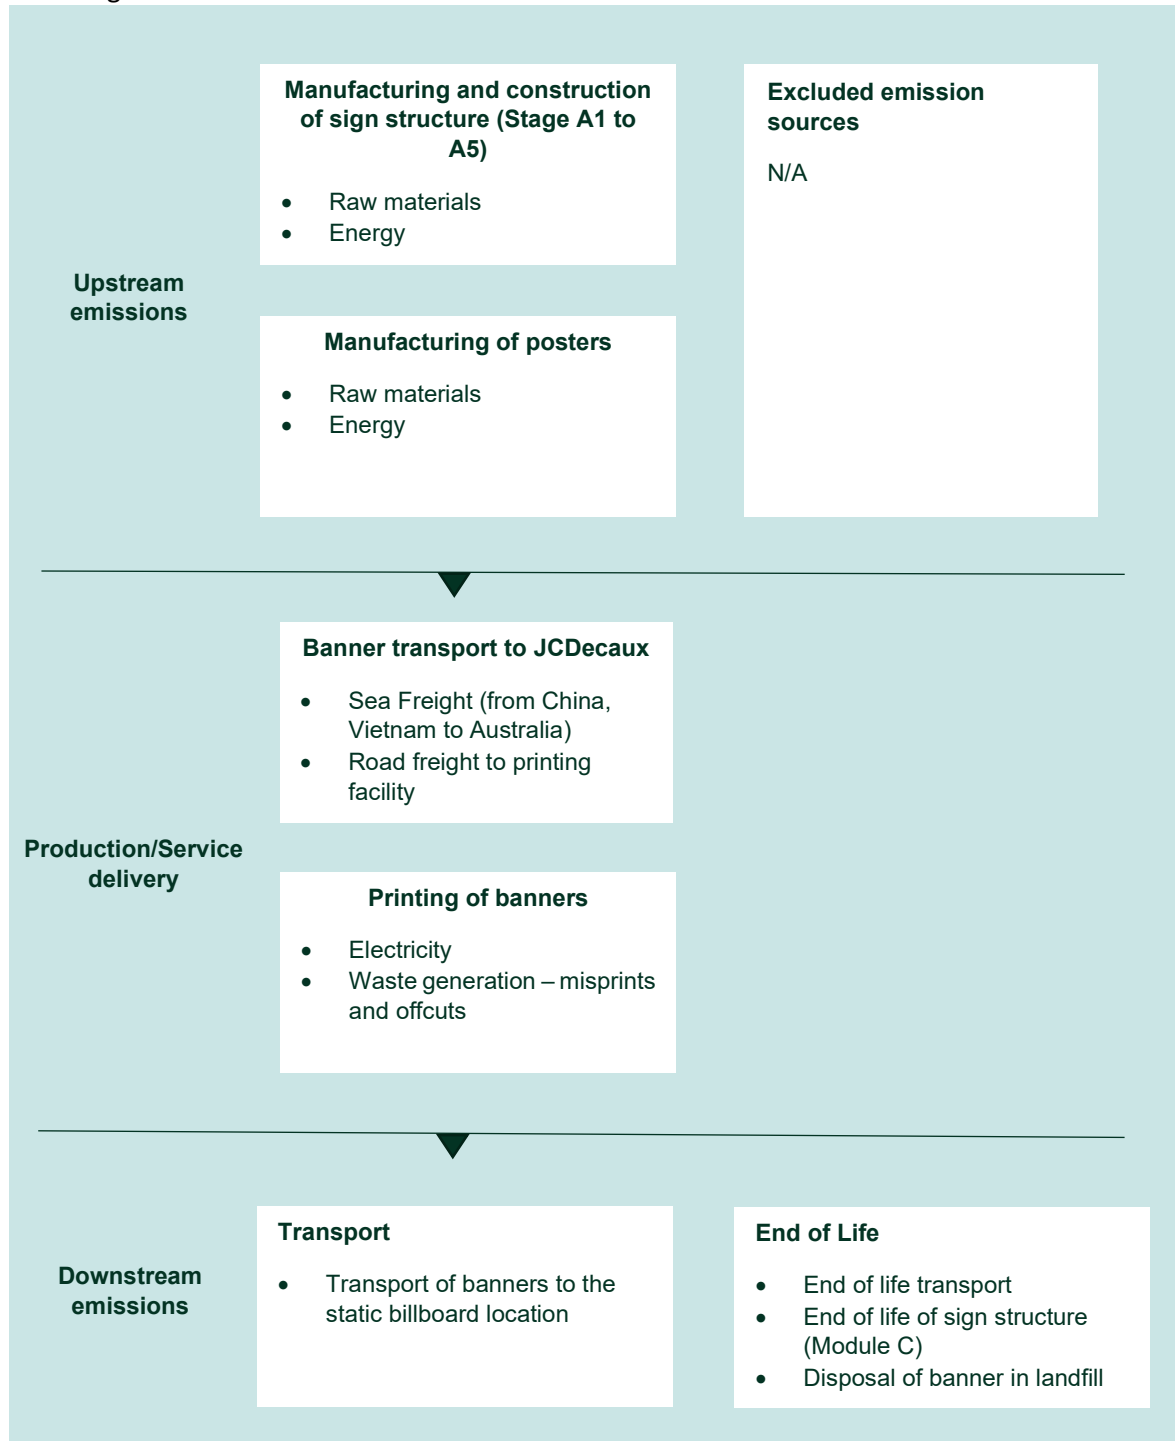 Manufacturing and construction
of sign structure (Stage A1 to
A5)
• Raw materials
• Energy
Excluded emission
sources
N/A
Upstream
emissions
Manufacturing of posters
• Raw materials
• Energy
Banner transport to JCDecaux
• Sea Freight (from China,
Vietnam to Australia)
• Road freight to printing
facility
Production/Service
delivery
Printing of banners
• Electricity
• Waste generation – misprints
and offcuts
Downstream
emissions
Transport
• Transport of banners to the
static billboard location
End of Life
• End of life transport
• End of life of sign structure
(Module C)
• Disposal of banner in landfill